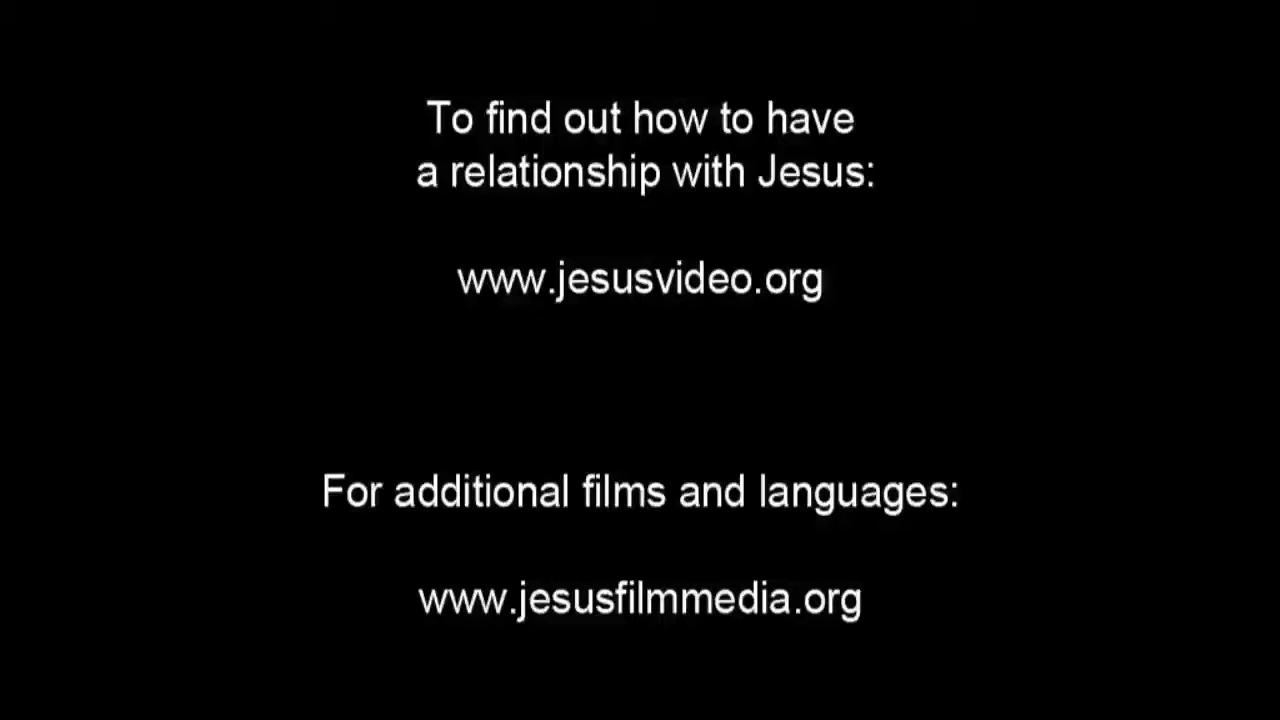 To find out how to have
a relationship with Jesus:
www.jesusvideo.org
For additional films and languages:
www.jesusfilmmedia.org